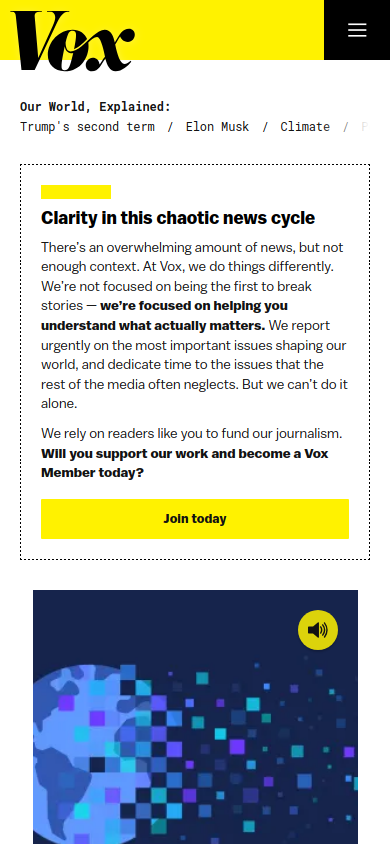 Vox
Our World, Explained:
Trump's second term / Elon Musk / Climate /
Clarity in this chaotic news cycle
There's an overwhelming amount of news, but not
enough context. At Vox, we do things differently.
We're not focused on being the first to break
stories — we're focused on helping you
understand what actually matters. We report
urgently on the most important issues shaping our
world, and dedicate time to the issues that the
rest of the media often neglects. But we can't do it
alone.
We rely on readers like you to fund our journalism.
Will you support our work and become a Vox
Member today?
Join today